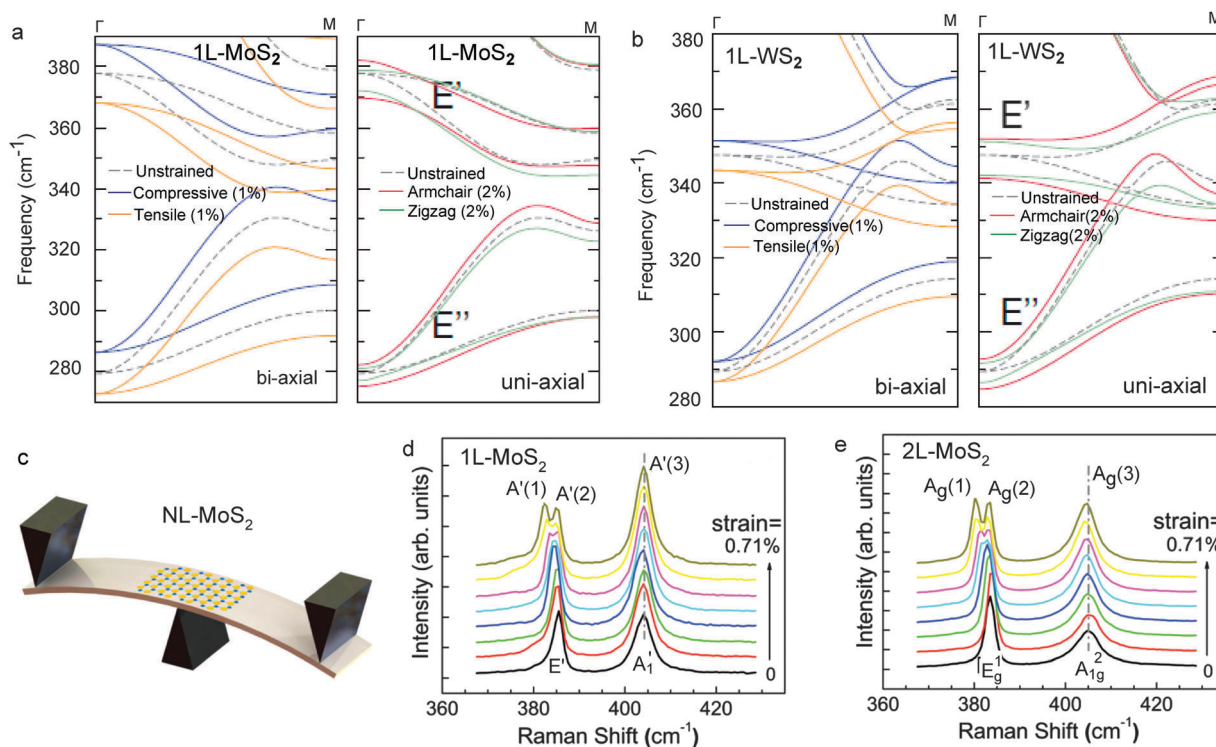 a
Γ
M
1L-MoS₂
380
360
340
320
300
280
Frequency (cm⁻¹)
E'
Unstrained
Compressive (1%)
Tensile (1%)
bi-axial
1L-MoS₂
Unstrained
Armchair (2%)
Zigzag (2%)
E''
uni-axial
b
Γ
M
1L-WS₂
380
360
340
320
300
280
Frequency (cm⁻¹)
Unstrained
Compressive(1%)
Tensile(1%)
bi-axial
1L-WS₂
E'
Unstrained
Armchair(2%)
Zigzag(2%)
E''
uni-axial
c
NL-MoS₂
d
1L-MoS₂
A'(1)
A'(2)
A'(3)
strain=
0.71%
0
E'
A₁'
Intensity (arb. units)
360
380
400
420
Raman Shift (cm⁻¹)
e
2L-MoS₂
Ag(1)
Ag(2)
Ag(3)
strain=
0.71%
0
E¹g
A²1g
Intensity (arb. units)
360
380
400
420
Raman Shift (cm⁻¹)